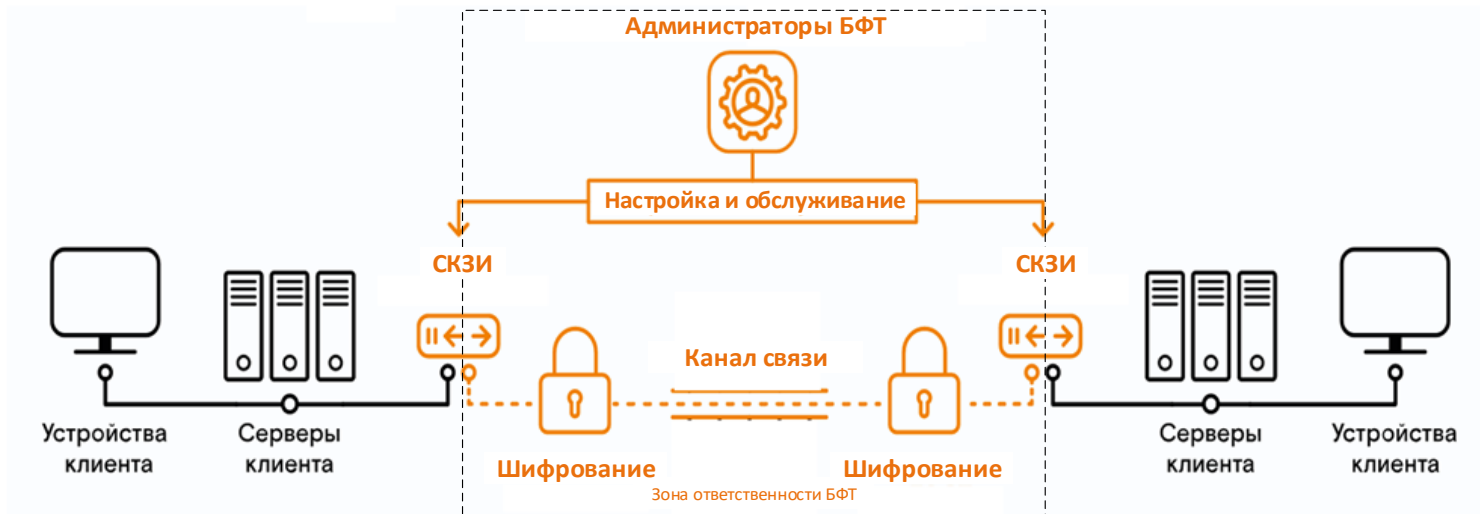 Администраторы БФТ
Настройка и обслуживание
СКЗИ
СКЗИ
Канал связи
Устройства
клиента
Серверы
клиента
Шифрование
Шифрование
Серверы
клиента
Устройства
клиента
Зона ответственности БФТ